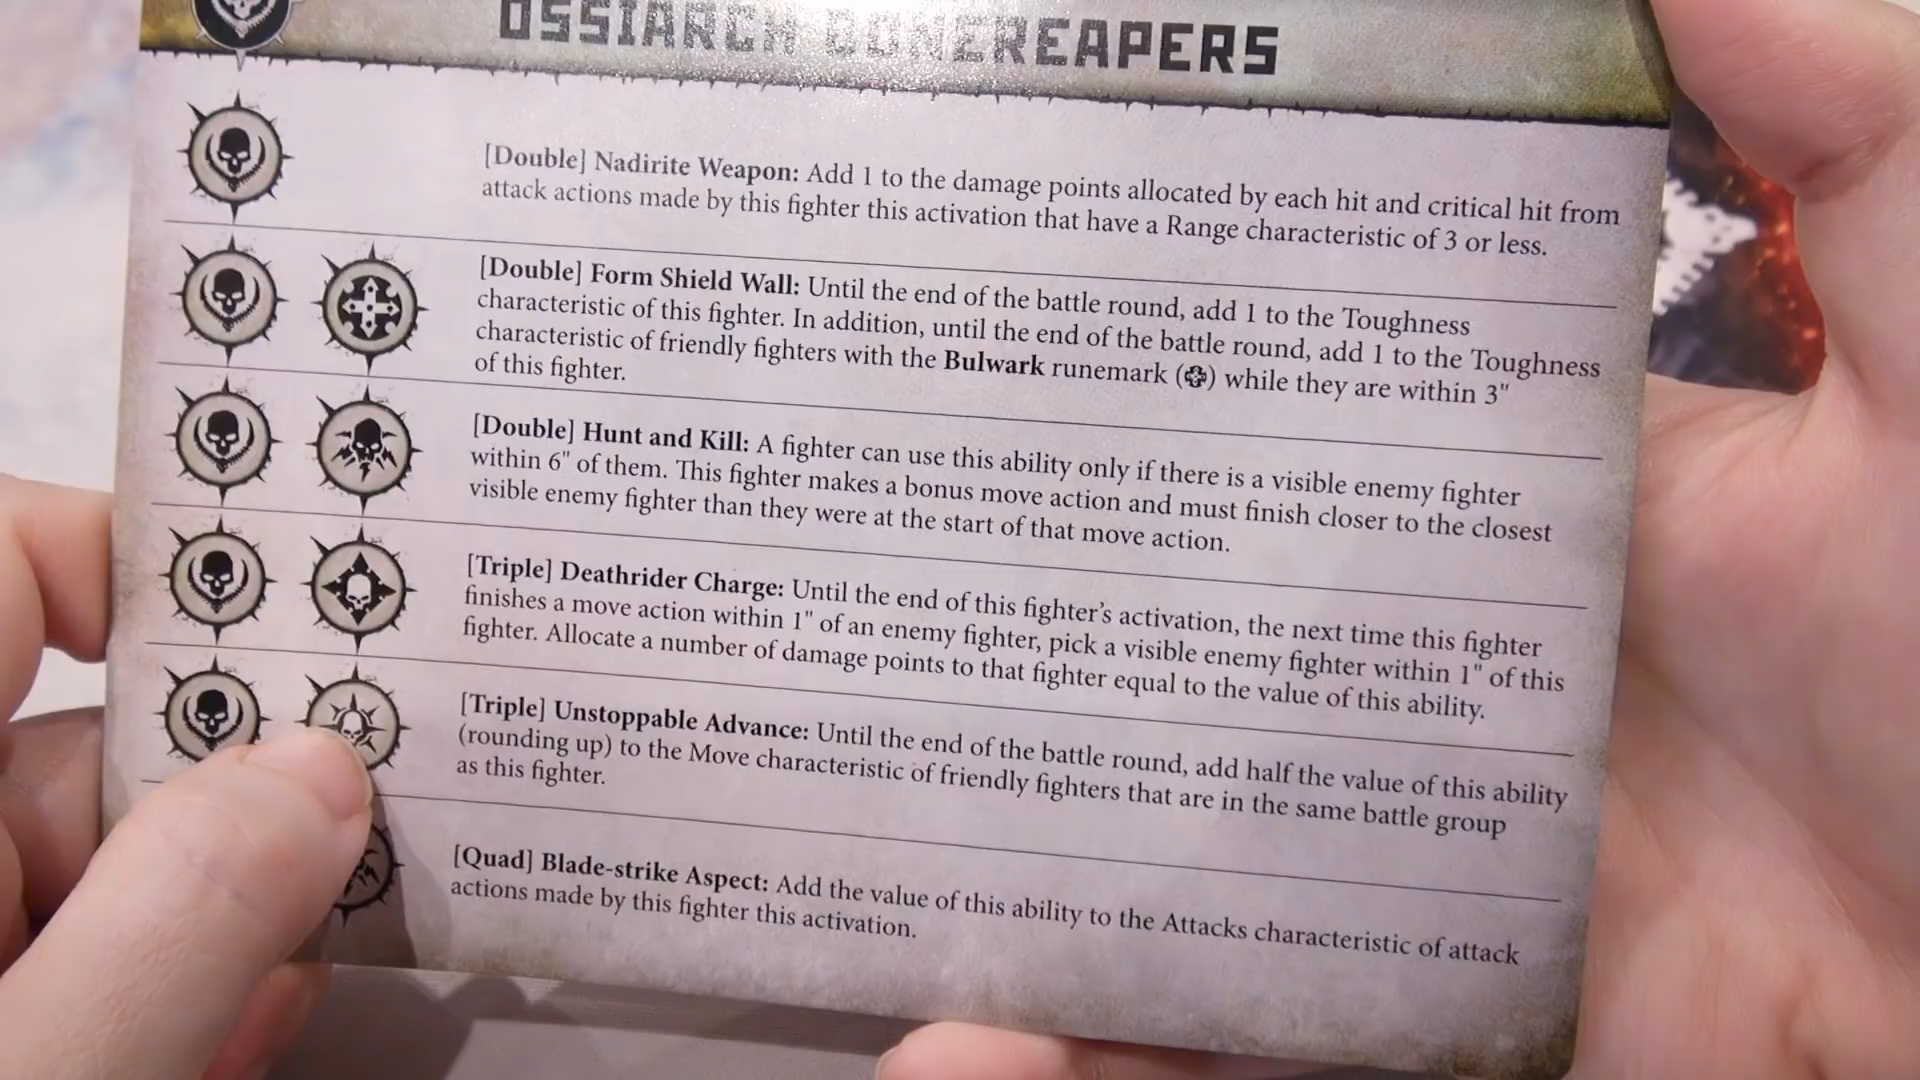 OSSIARCH BONEREAPERS
[Double] Nadirite Weapon: Add 1 to the damage points allocated by each hit and critical hit from
attack actions made by this fighter this activation that have a Range characteristic of 3 or less.
[Double] Form Shield Wall: Until the end of the battle round, add 1 to the Toughness
characteristic of this fighter. In addition, until the end of the battle round, add 1 to the Toughness
characteristic of friendly fighters with the Bulwark runemark () while they are within 3"
of this fighter.
[Double] Hunt and Kill: A fighter can use this ability only if there is a visible enemy fighter
within 6" of them. This fighter makes a bonus move action and must finish closer to the closest
visible enemy fighter than they were at the start of that move action.
[Triple] Deathrider Charge: Until the end of this fighter's activation, the next time this fighter
finishes a move action within 1" of an enemy fighter, pick a visible enemy fighter within 1" of this
fighter. Allocate a number of damage points to that fighter equal to the value of this ability.
[Triple] Unstoppable Advance: Until the end of the battle round, add half the value of this ability
(rounding up) to the Move characteristic of friendly fighters that are in the same battle group
as this fighter.
[Quad] Blade-strike Aspect: Add the value of this ability to the Attacks characteristic of attack
actions made by this fighter this activation.